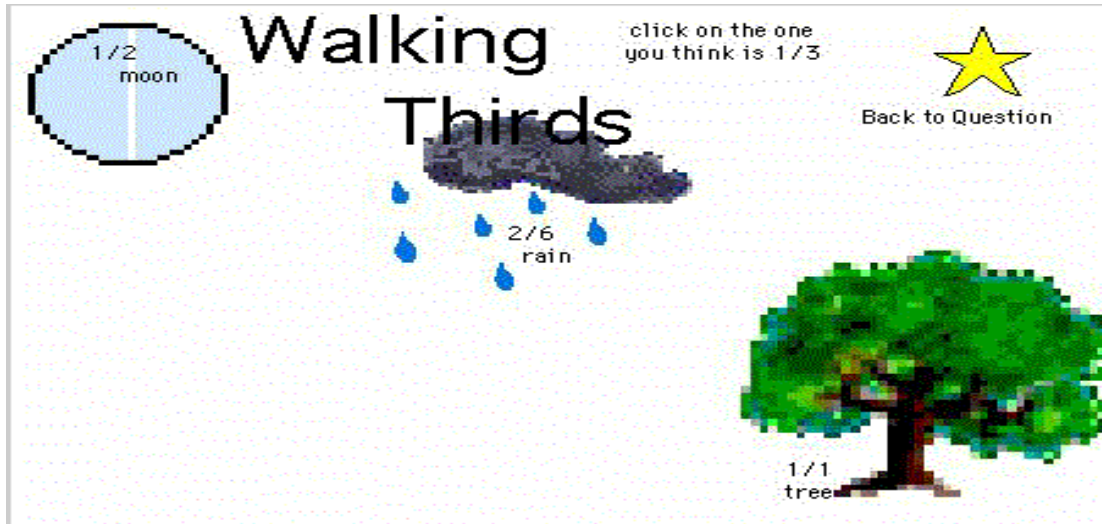 1/2
moon
Walking
Thirds
click on the one
you think is 1/3
Back to Question
2/6
rain
1/1
tree